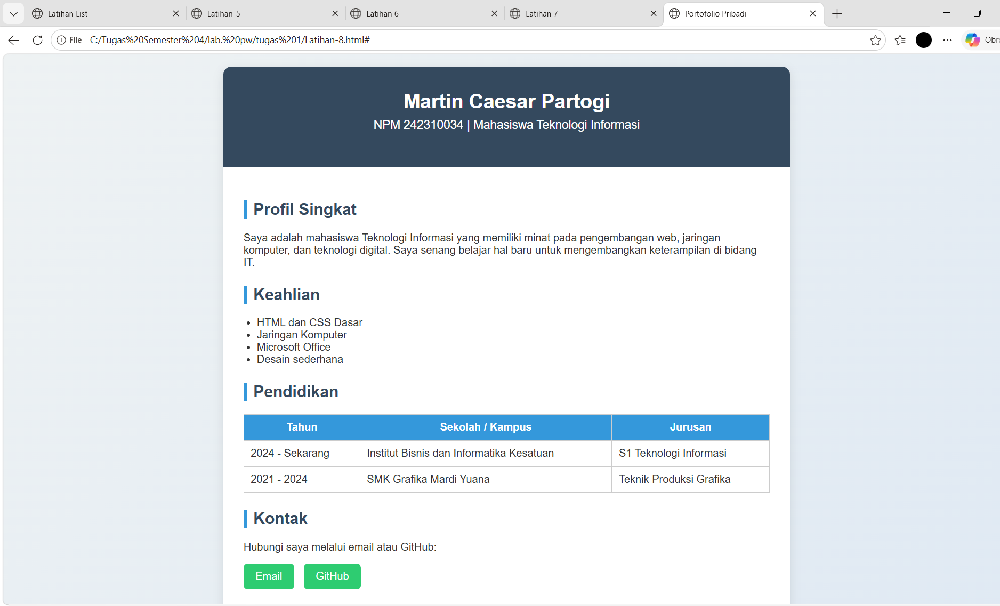 Latihan List
Latihan-5
Latihan 6
Latihan 7
Portofolio Pribadi
File C:/Tugas%20Semester%204/lab.%20pw/tugas%201/Latihan-8.html#
Martin Caesar Partogi
NPM 242310034 | Mahasiswa Teknologi Informasi
Profil Singkat
Saya adalah mahasiswa Teknologi Informasi yang memiliki minat pada pengembangan web, jaringan
komputer, dan teknologi digital. Saya senang belajar hal baru untuk mengembangkan keterampilan di bidang
IT.
Keahlian
• HTML dan CSS Dasar
• Jaringan Komputer
• Microsoft Office
• Desain sederhana
Pendidikan
Tahun Sekolah / Kampus Jurusan
2024 - Sekarang Institut Bisnis dan Informatika Kesatuan S1 Teknologi Informasi
2021 - 2024 SMK Grafika Mardi Yuana Teknik Produksi Grafika
Kontak
Hubungi saya melalui email atau GitHub:
Email GitHub